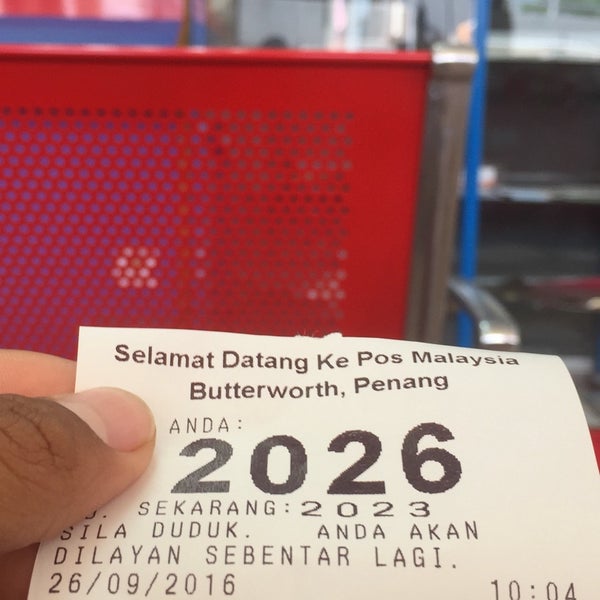 Selamat Datang Ke Pos Malaysia
Butterworth, Penang
ANDA:
2026
SEKARANG:2023
SILA DUDUK. ANDA AKAN
DILAYAN SEBENTAR LAGI.
26/09/2016 10:04